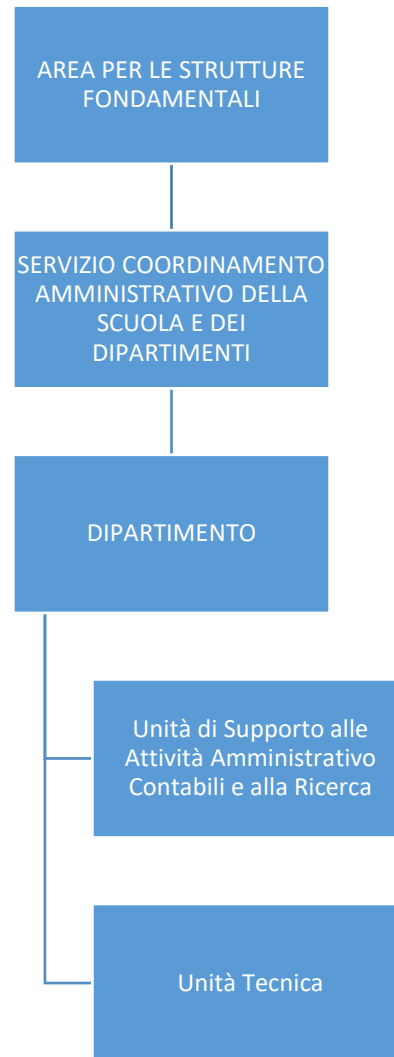 AREA PER LE STRUTTURE
FONDAMENTALI
SERVIZIO COORDINAMENTO
AMMINISTRATIVO DELLA
SCUOLA E DEI
DIPARTIMENTI
DIPARTIMENTO
Unità di Supporto alle
Attività Amministrativo
Contabili e alla Ricerca
Unità Tecnica